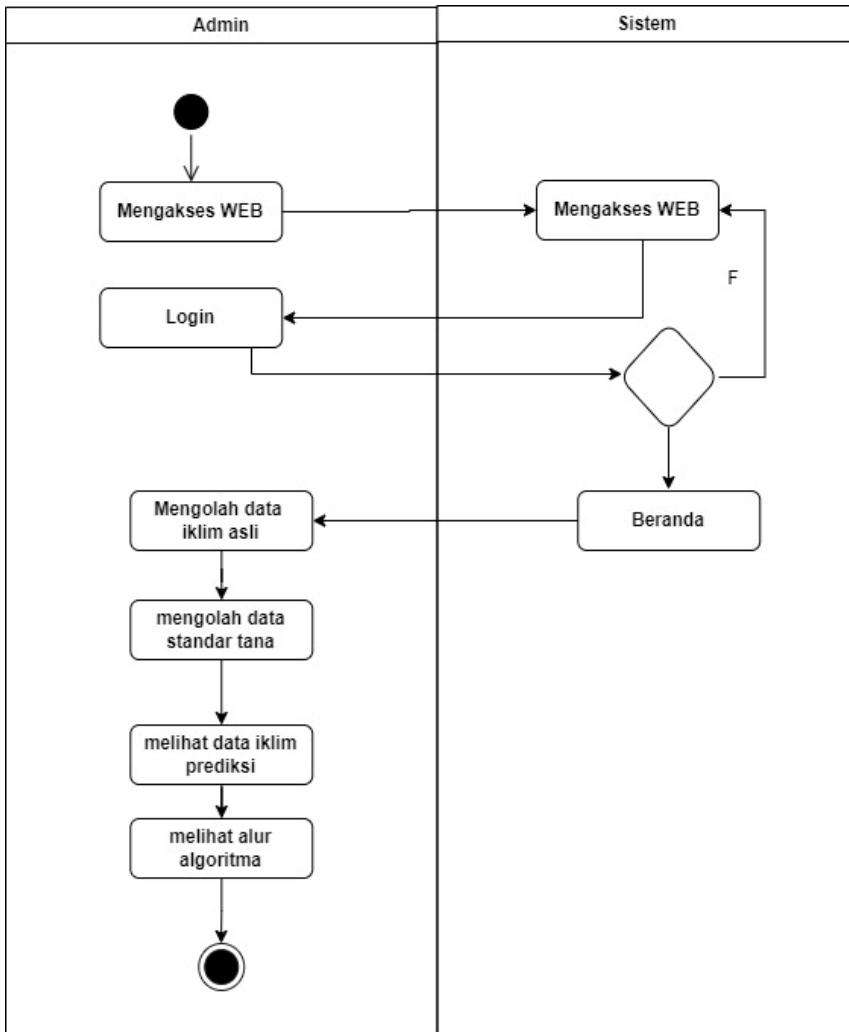 Admin
Sistem
Mengakses WEB
Mengakses WEB
F
Login
Mengolah data
iklim asli
Beranda
mengolah data
standar tana
melihat data iklim
prediksi
melihat alur
algoritma